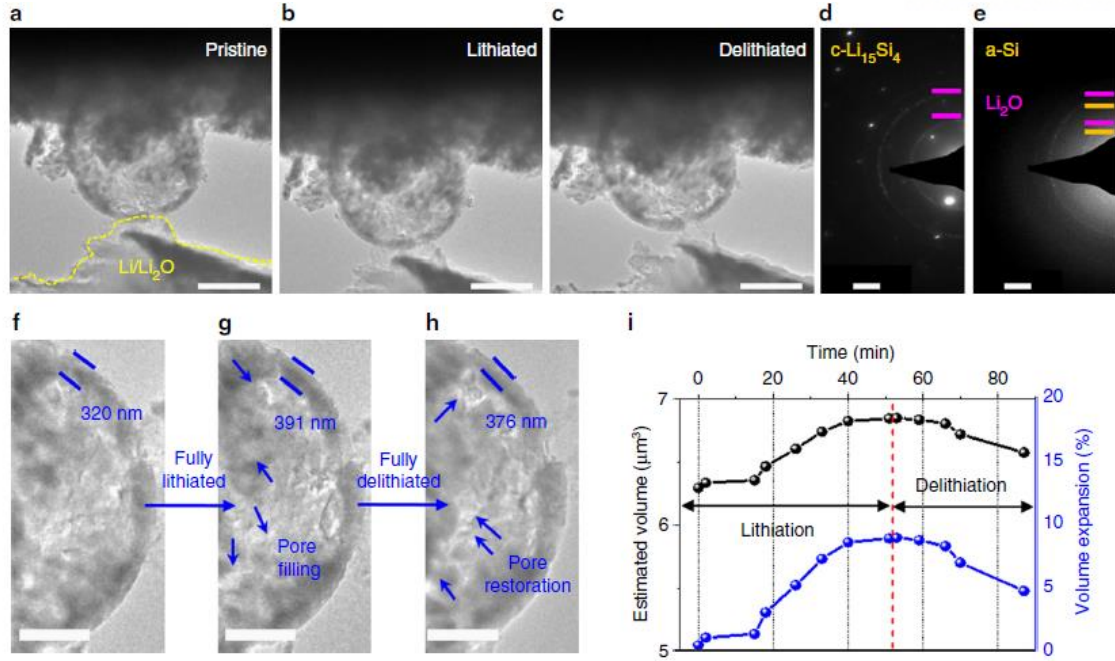 a
Pristine
Li/Li₂O
b
Lithiated
c
Delithiated
d
c-Li₁₅Si₄
e
a-Si
Li₂O
f
320 nm
Fully
lithiated
g
391 nm
Pore
filling
Fully
delithiated
h
376 nm
Pore
restoration
i
Time (min)
0 20 40 60 80
Estimated volume (μm³)
7
6
5
Delithiation
Lithiation
20
15
10
5
0
Volume expansion (%)